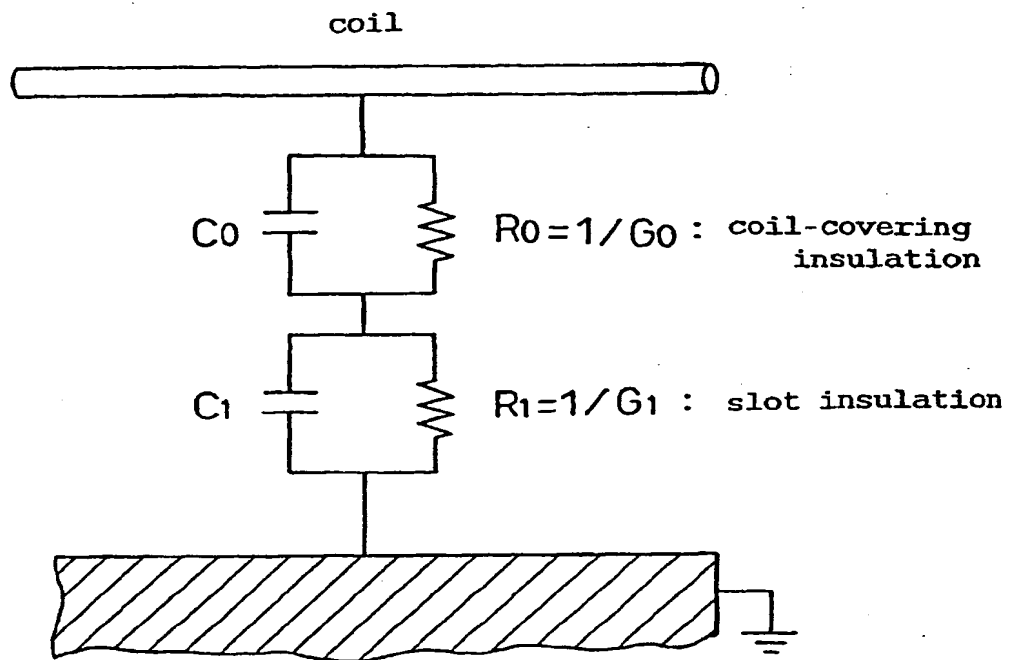 coil
C0 R0=1/G0 : coil-covering
insulation
C1 R1=1/G1 : slot insulation